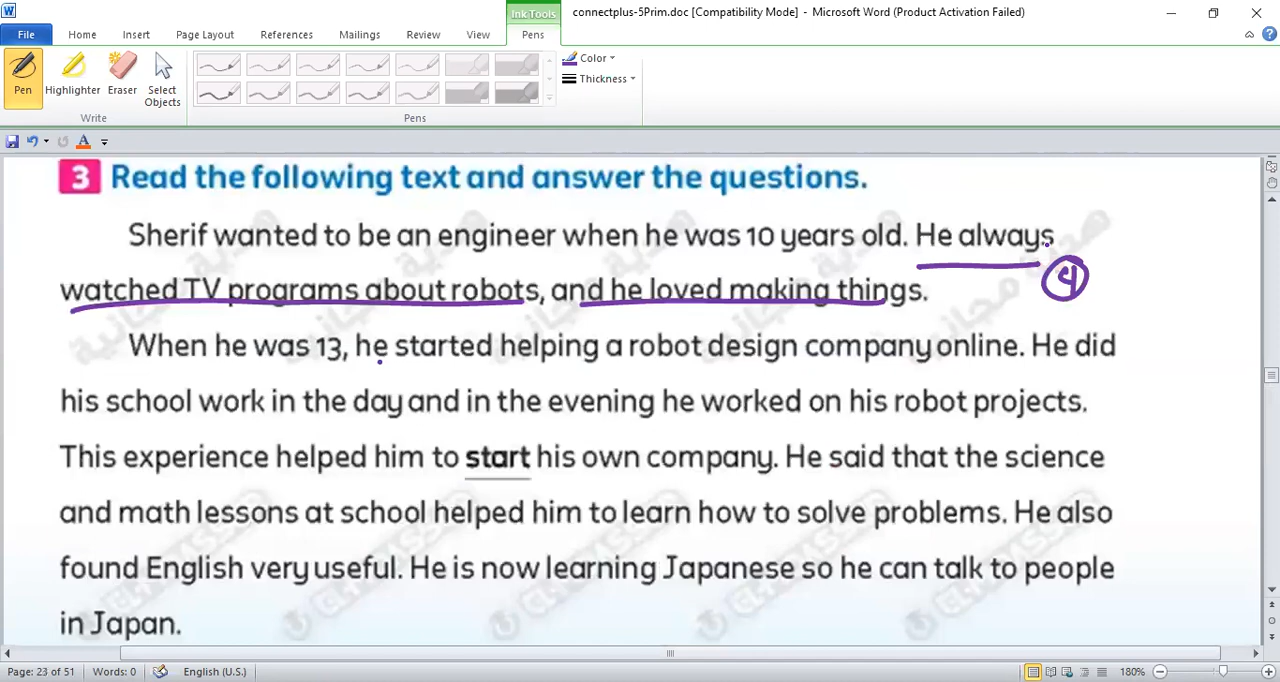 Ink Tools
connectplus-5Prim.doc [Compatibility Mode] - Microsoft Word (Product Activation Failed)
File Home Insert Page Layout References Mailings Review View Pens
Pen Highlighter Eraser Select Objects
Color
Thickness
Write Pens
3 Read the following text and answer the questions.
Sherif wanted to be an engineer when he was 10 years old. He always
watched TV programs about robots, and he loved making things. 4
When he was 13, he started helping a robot design company online. He did
his school work in the day and in the evening he worked on his robot projects.
This experience helped him to start his own company. He said that the science
and math lessons at school helped him to learn how to solve problems. He also
found English very useful. He is now learning Japanese so he can talk to people
in Japan.
Page: 23 of 51 Words: 0 English (U.S.) 180%